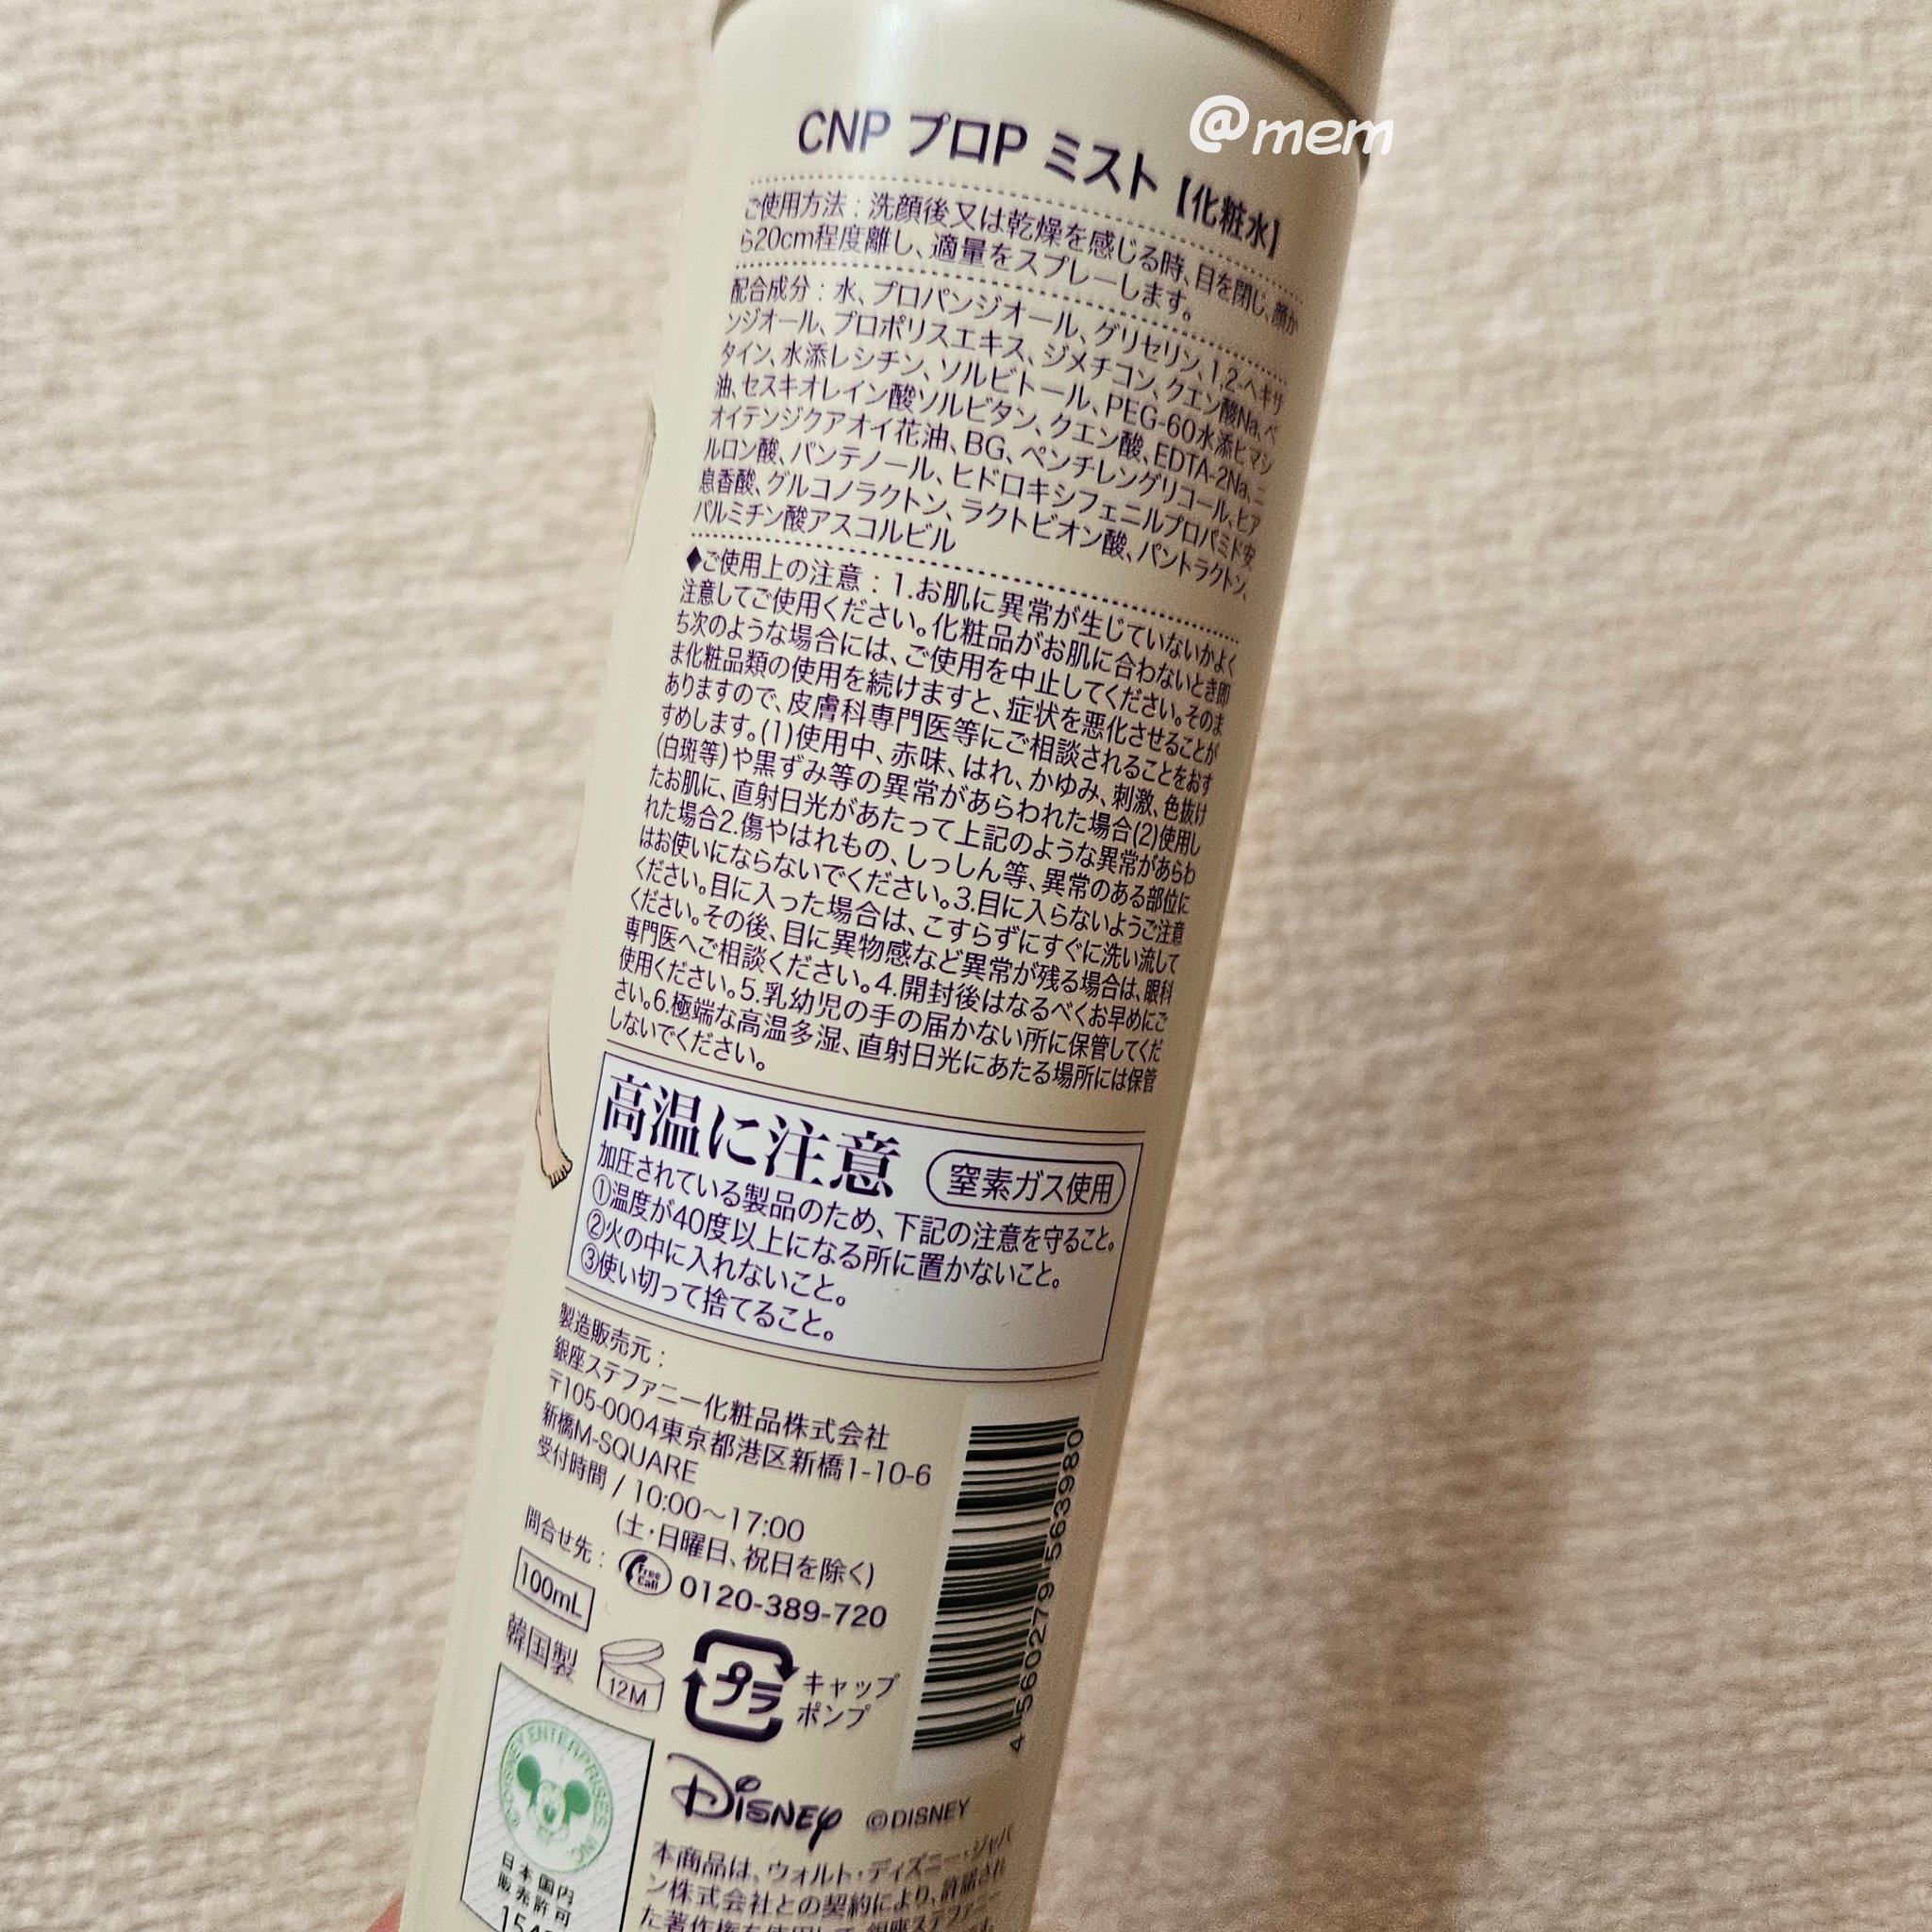 @mem
CNP プロP ミスト【化粧水】
ご使用方法：洗顔後又は乾燥を感じる時、目を閉じ、顔か
ら20cm程度離し、適量をスプレーします。
配合成分：水、プロパンジオール、グリセリン、1,2-ヘキサ
ンジオール、プロポリスエキス、ジメチコン、クエン酸Na、ベ
タイン、水添レシチン、ソルビトール、PEG-60水添ヒマシ
油、セスキオレイン酸ソルビタン、クエン酸、EDTA-2Na、ニ
オイテンジクアオイ花油、BG、ペンチレングリコール、ヒア
ルロン酸、パンテノール、ヒドロキシフェニルプロパミド安
息香酸、グルコノラクトン、ラクトビオン酸、パントラクトン、
パルミチン酸アスコルビル
◆ご使用上の注意：1.お肌に異常が生じていないかよく
注意してご使用ください。化粧品がお肌に合わないとき即
ち次のような場合には、ご使用を中止してください。そのま
ま化粧品類の使用を続けますと、症状を悪化させることが
ありますので、皮膚科専門医等にご相談されることをおす
すめします。(1)使用中、赤味、はれ、かゆみ、刺激、色抜け
(白斑等)や黒ずみ等の異常があらわれた場合(2)使用し
たお肌に、直射日光があたって上記のような異常があらわ
れた場合2.傷やはれもの、しっしん等、異常のある部位に
はお使いにならないでください。3.目に入らないようご注意
ください。目に入った場合は、こすらずにすぐに洗い流して
ください。その後、目に異物感など異常が残る場合は、眼科
専門医へご相談ください。4.開封後はなるべくお早めにご
使用ください。5.乳幼児の手の届かない所に保管してくだ
さい。6.極端な高温多湿、直射日光にあたる場所には保管
しないでください。
高温に注意 窒素ガス使用
加圧されている製品のため、下記の注意を守ること。
①温度が40度以上になる所に置かないこと。
②火の中に入れないこと。
③使い切って捨てること。
製造販売元：
銀座ステファニー化粧品株式会社
〒105-0004東京都港区新橋1-10-6
新橋M-SQUARE
受付時間 / 10:00～17:00
(土・日曜日、祝日を除く)
問合せ先： Free Call 0120-389-720
100mL
韓国製
12M
プラ
キャップ
ポンプ
4 560279 563980
©DISNEY ENTERPRISES INC
日本国内
販売許可
Disney ©DISNEY
本商品は、ウォルト・ディズニー・ジャパ
ン株式会社との契約により、許諾され
た著作権を使用して、銀座ステファニー